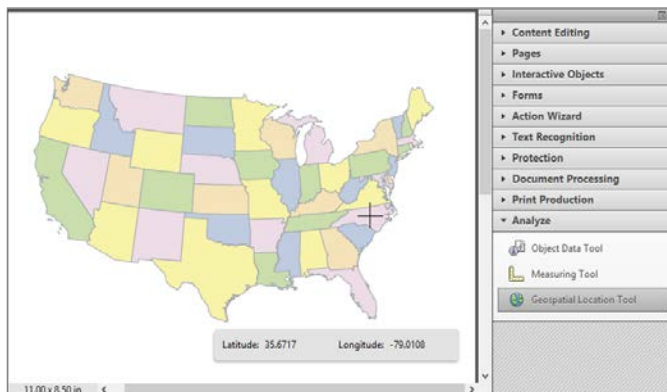 Content Editing
Pages
Interactive Objects
Forms
Action Wizard
Text Recognition
Protection
Document Processing
Print Production
Analyze
Object Data Tool
Measuring Tool
Geospatial Location Tool
Latitude: 35.6717 Longitude: -79.0108
11.00 x 8.50 in